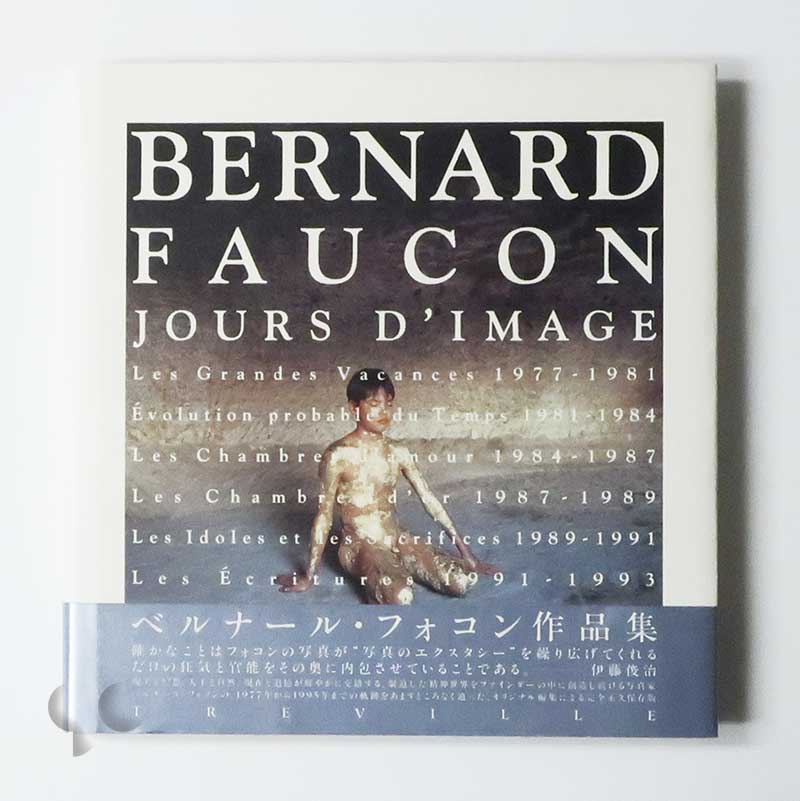 BERNARD
FAUCON
JOURS D'IMAGE
Les Grandes Vacances 1977-1981
Évolution probable du Temps 1981-1984
Les Chambres d'amour 1984-1987
Les Chambres d'or 1987-1989
Les Idoles et les Sacrifices 1989-1991
Les Écritures 1991-1993
ベルナール・フォコン作品集
確かなことはフォコンの写真が“写真のエクスタシー”を繰り広げてくれる
だけの狂気と官能をその奥に内包させていることである。 伊藤俊治
TREVILLE